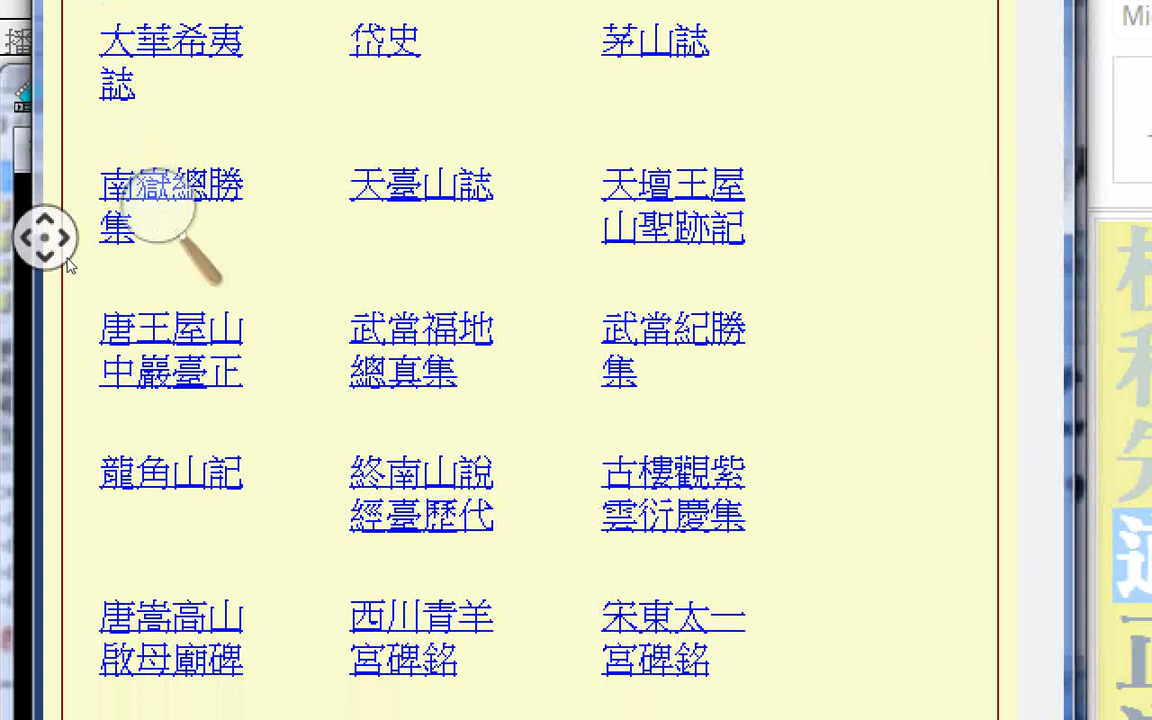 大華希夷
誌
岱史
茅山誌
南嶽總勝
集
天臺山誌
天壇王屋
山聖跡記
唐王屋山
中巖臺正
武當福地
總真集
武當紀勝
集
龍角山記
終南山說
經臺歷代
古樓觀紫
雲衍慶集
唐嵩高山
啟母廟碑
西川青羊
宮碑銘
宋東太一
宮碑銘
Mi